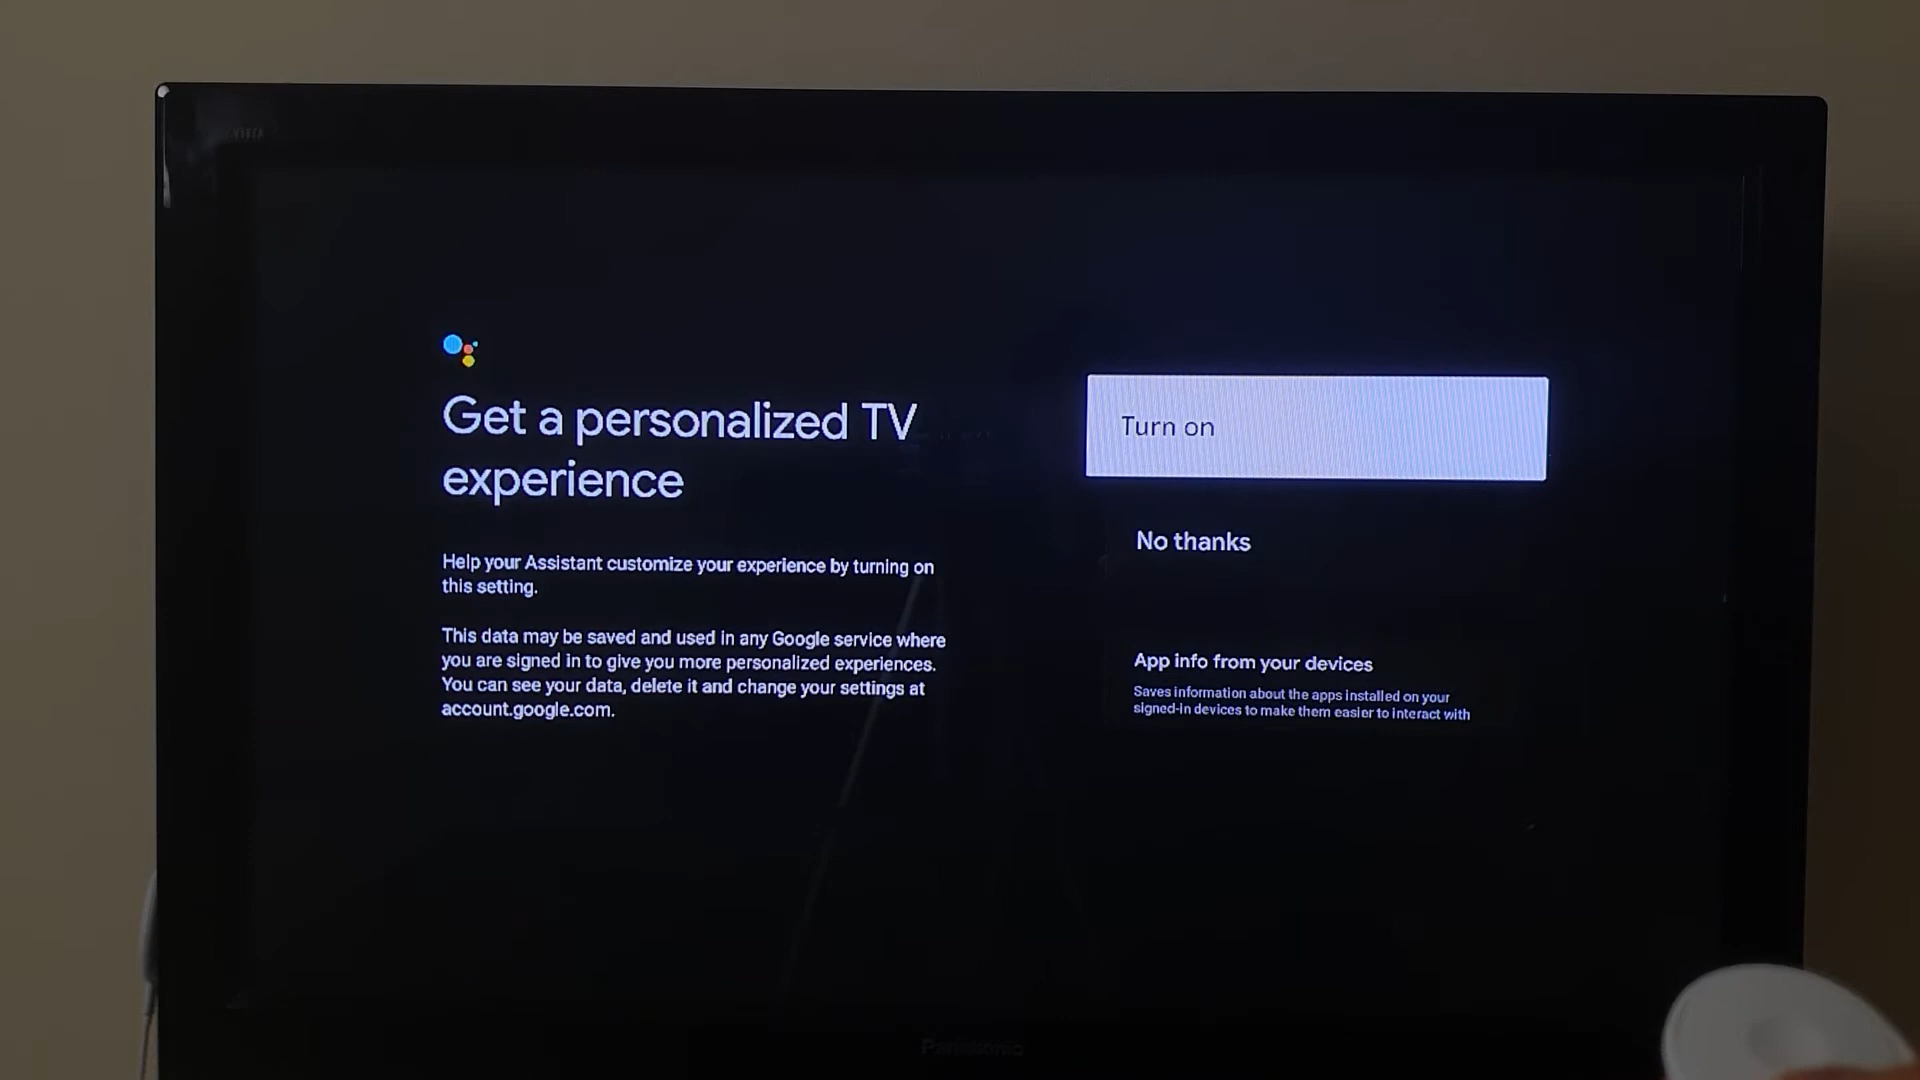 Get a personalized TV
experience
Help your Assistant customize your experience by turning on
this setting.
This data may be saved and used in any Google service where
you are signed in to give you more personalized experiences.
You can see your data, delete it and change your settings at
account.google.com.
Turn on
No thanks
App info from your devices
Saves information about the apps installed on your
signed-in devices to make them easier to interact with
Panasonic